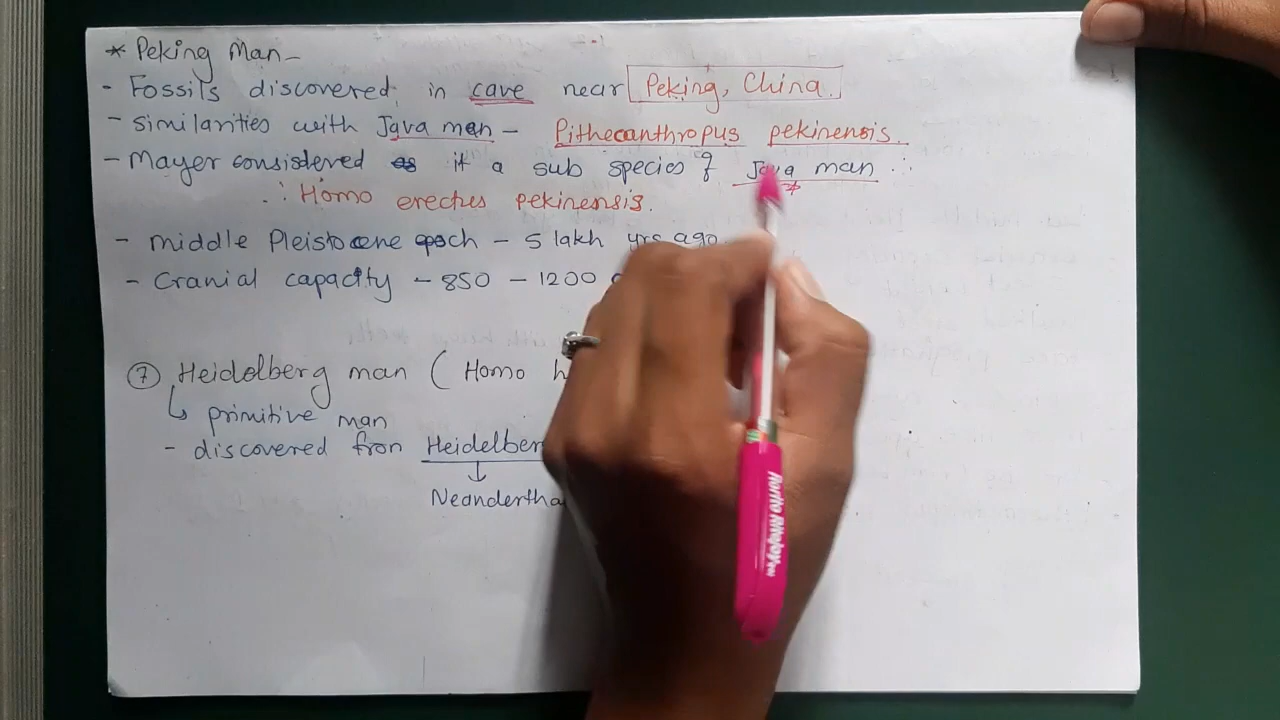 * Peking Man -
- Fossils discovered in cave near Peking, China.
- similarities with Java man - Pithecanthropus pekinensis.
- Mayer considered it a sub species of Java man ∴
∴ Homo erectus pekinensis.
- middle Pleistocene epoch - 5 lakh yrs ago
- Cranial capacity - 850 - 1200
⑦ Heidelberg man ( Homo
↳ primitive man
- discovered from Heidelber
↓
Neandertha